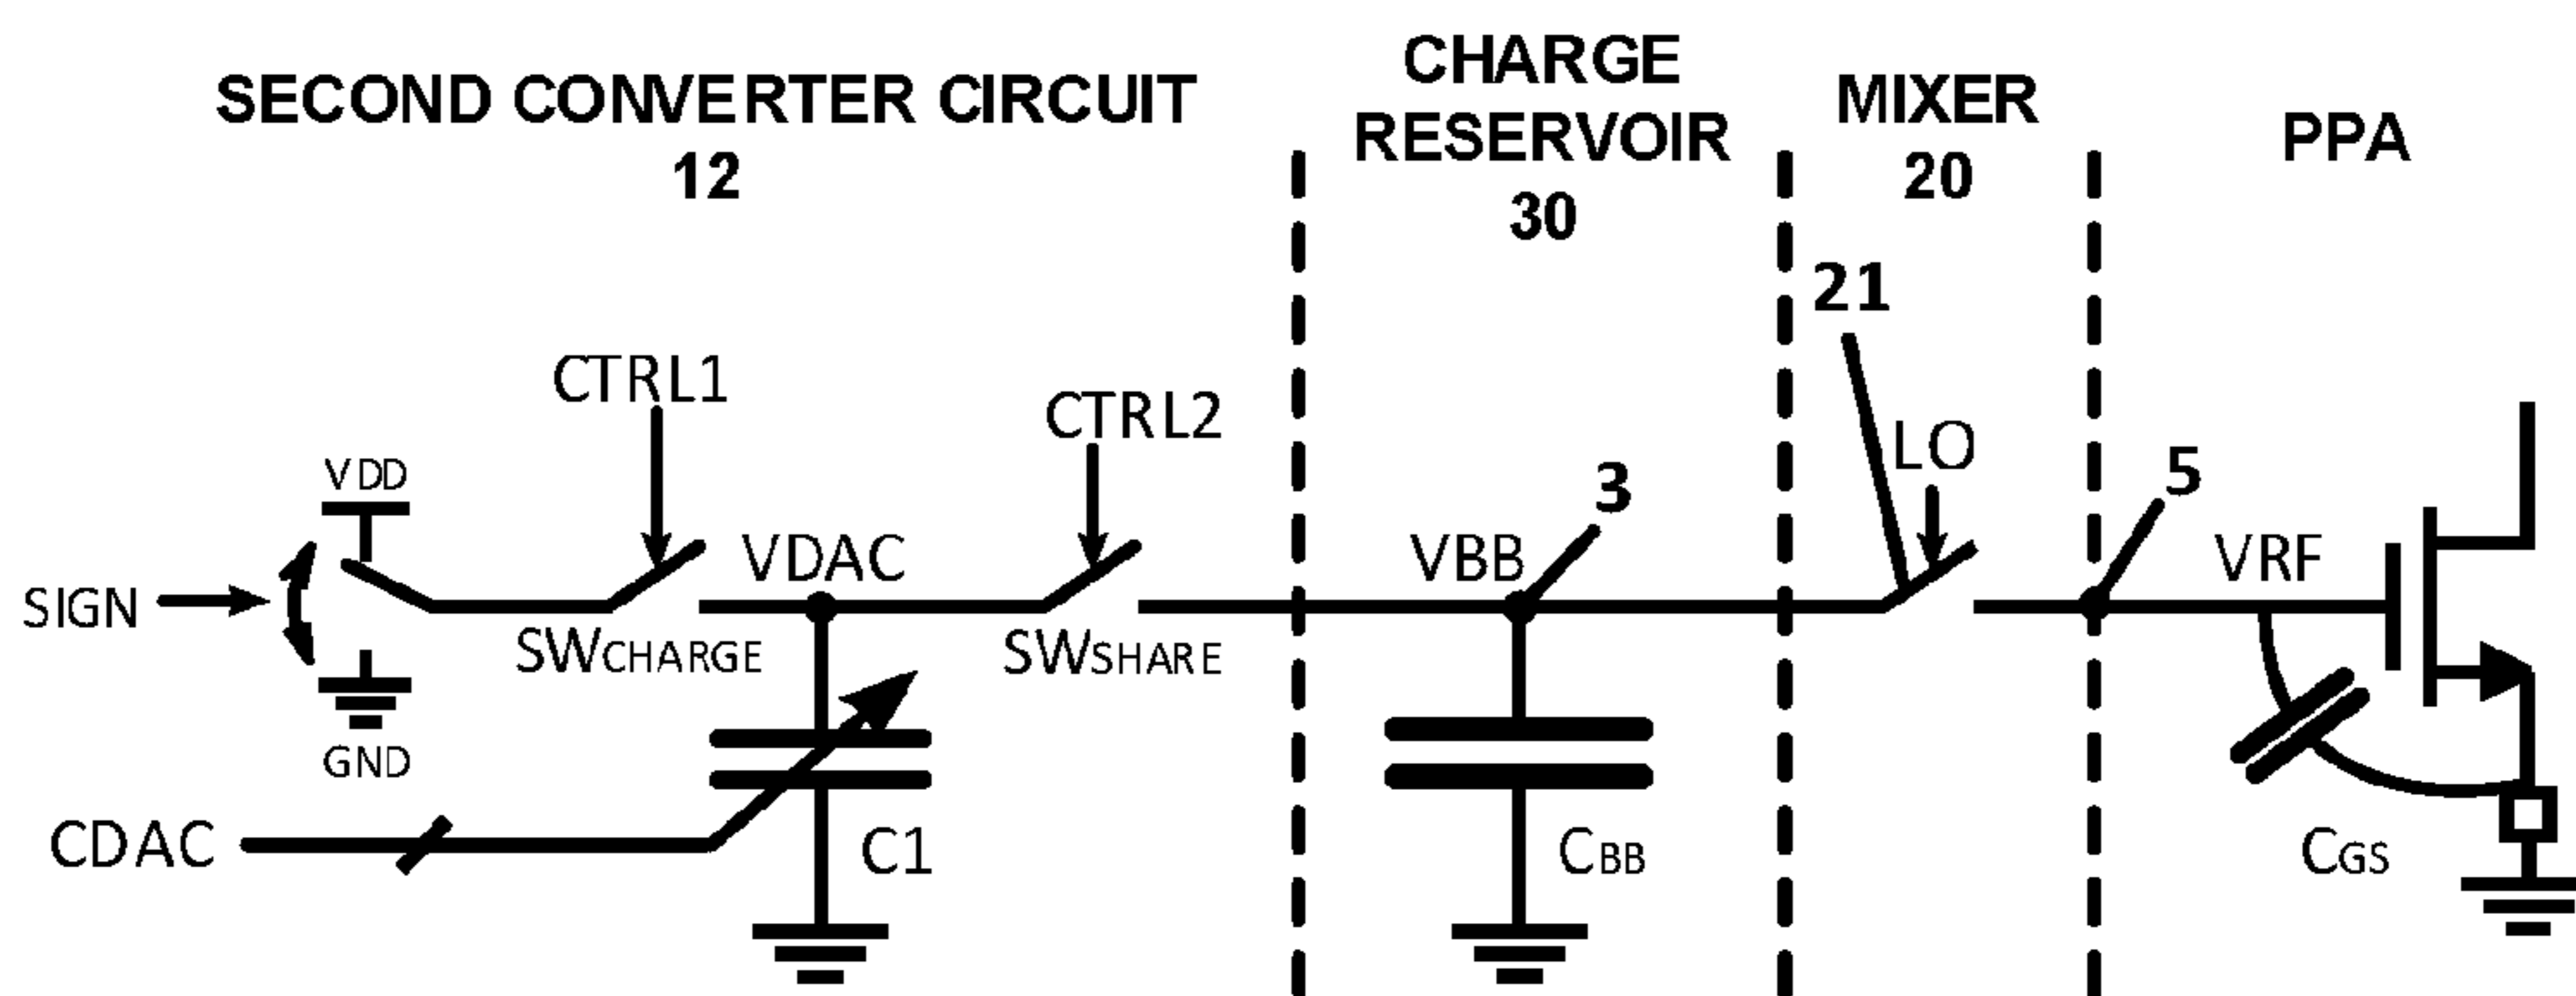 SECOND CONVERTER CIRCUIT
12
CHARGE
RESERVOIR
30
MIXER
20
PPA
21
CTRL1
CTRL2
LO
VDD
3
5
SIGN
VDAC
VBB
VRF
SWCHARGE
SWSHARE
GND
CDAC
C1
CBB
CGS